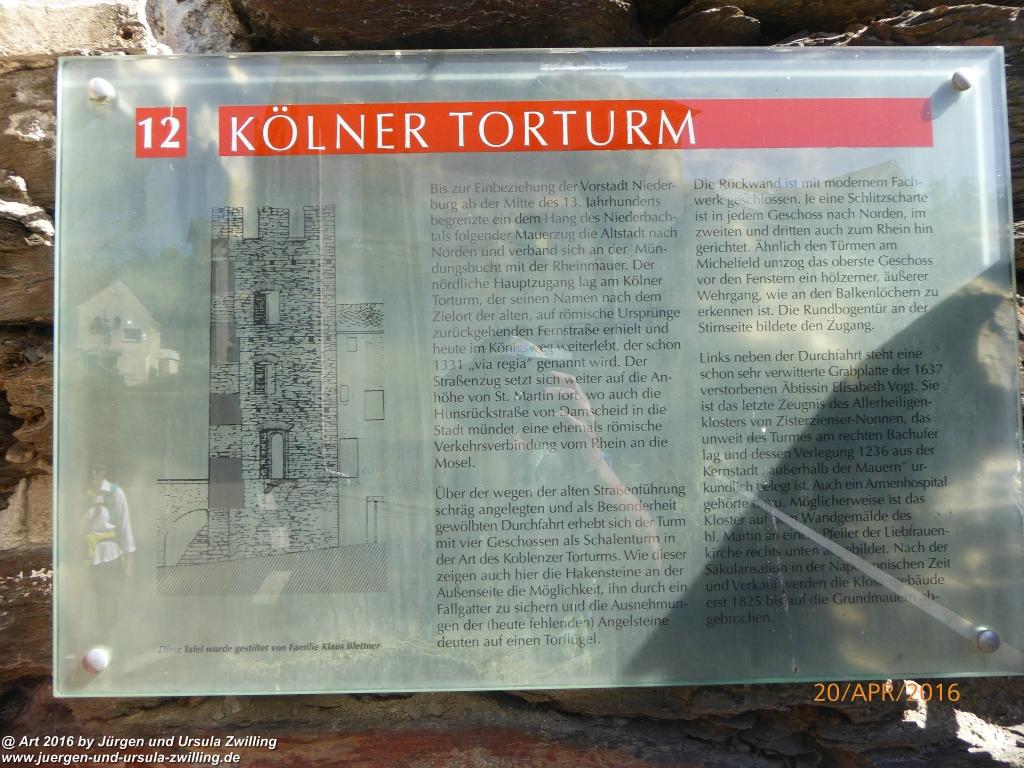 12 KÖLNER TORTURM
Bis zur Einbeziehung der Vorstadt Nieder-
burg ab der Mitte des 13. Jahrhunderts
begrenzte ein dem Hang des Niederbach-
tals folgender Mauerzug die Altstadt nach
Norden und verband sich an der Mün-
dungsbucht mit der Rheinmauer. Der
nördliche Hauptzugang lag am Kölner
Torturm, der seinen Namen nach dem
Zielort der alten, auf römische Ursprünge
zurückgehenden Fernstraße erhielt und
heute im Königsweg weiterlebt, der schon
1331 „via regia" genannt wird. Der
Straßenzug setzt sich weiter auf die An-
höhe von St. Martin fort, wo auch die
Hunsrückstraße von Damscheid in die
Stadt mündet, eine ehemals römische
Verkehrsverbindung vom Rhein an die
Mosel.
Über der wegen der alten Straßenführung
schräg angelegten und als Besonderheit
gewölbten Durchfahrt erhebt sich der Turm
mit vier Geschossen als Schalenturm in
der Art des Koblenzer Torturms. Wie dieser
zeigen auch hier die Hakensteine an der
Außenseite die Möglichkeit, ihn durch ein
Fallgatter zu sichern und die Ausnehmun-
gen der (heute fehlenden) Angelsteine
deuten auf einen Torflügel.
Die Rückwand ist mit modernem Fach-
werk geschlossen. Je eine Schlitzscharte
ist in jedem Geschoss nach Norden, im
zweiten und dritten auch zum Rhein hin
gerichtet. Ähnlich den Türmen am
Michelfeld umzog das oberste Geschoss
vor den Fenstern ein hölzerner, äußerer
Wehrgang, wie an den Balkenlöchern zu
erkennen ist. Die Rundbogentür an der
Stirnseite bildete den Zugang.
Links neben der Durchfahrt steht eine
schon sehr verwitterte Grabplatte der 1637
verstorbenen Äbtissin Elisabeth Vogt. Sie
ist das letzte Zeugnis des Allerheiligen-
klosters von Zisterzienser-Nonnen, das
unweit des Turmes am rechten Bachufer
lag und dessen Verlegung 1236 aus der
Kernstadt „außerhalb der Mauern" ur-
kundlich belegt ist. Auch ein Armenhospital
gehörte dazu. Möglicherweise ist das
Kloster auf dem Wandgemälde des
hl. Martin an einem Pfeiler der Liebfrauen-
kirche rechts unten abgebildet. Nach der
Säkularisation in der Napoleonischen Zeit
und Verkauf werden die Klostergebäude
erst 1825 bis auf die Grundmauern ab-
gebrochen.
Diese Tafel wurde gestiftet von Familie Klaus Blettner
20/APR/2016
@ Art 2016 by Jürgen und Ursula Zwilling
www.juergen-und-ursula-zwilling.de